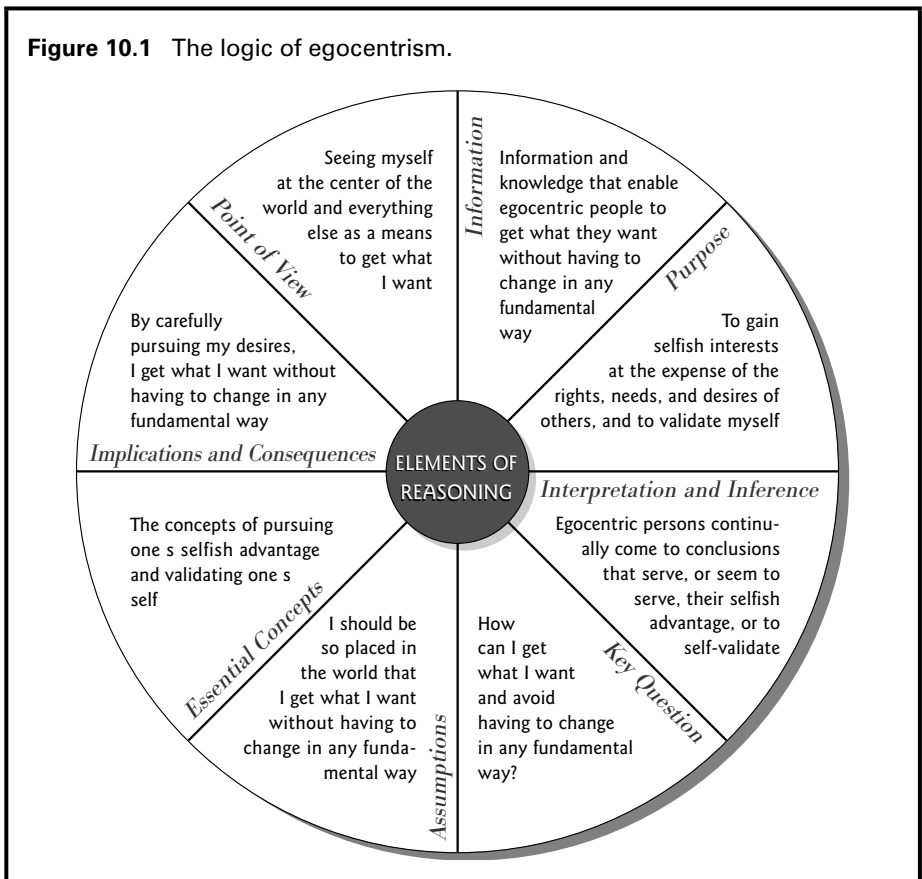 Figure 10.1 The logic of egocentrism.
Information
Information and
knowledge that enable
egocentric people to
get what they want
without having to
change in any
fundamental
way
Purpose
To gain
selfish interests
at the expense of the
rights, needs, and desires of
others, and to validate myself
Interpretation and Inference
Egocentric persons continu-
ally come to conclusions
that serve, or seem to
serve, their selfish
advantage, or to
self-validate
Key Question
How
can I get
what I want
and avoid
having to change
in any fundamental
way?
Assumptions
I should be
so placed in
the world that
I get what I want
without having to
change in any funda-
mental way
Essential Concepts
The concepts of pursuing
one s selfish advantage
and validating one s
self
Implications and Consequences
By carefully
pursuing my desires,
I get what I want without
having to change in any
fundamental way
Point of View
Seeing myself
at the center of the
world and everything
else as a means
to get what
I want
ELEMENTS OF
REASONING